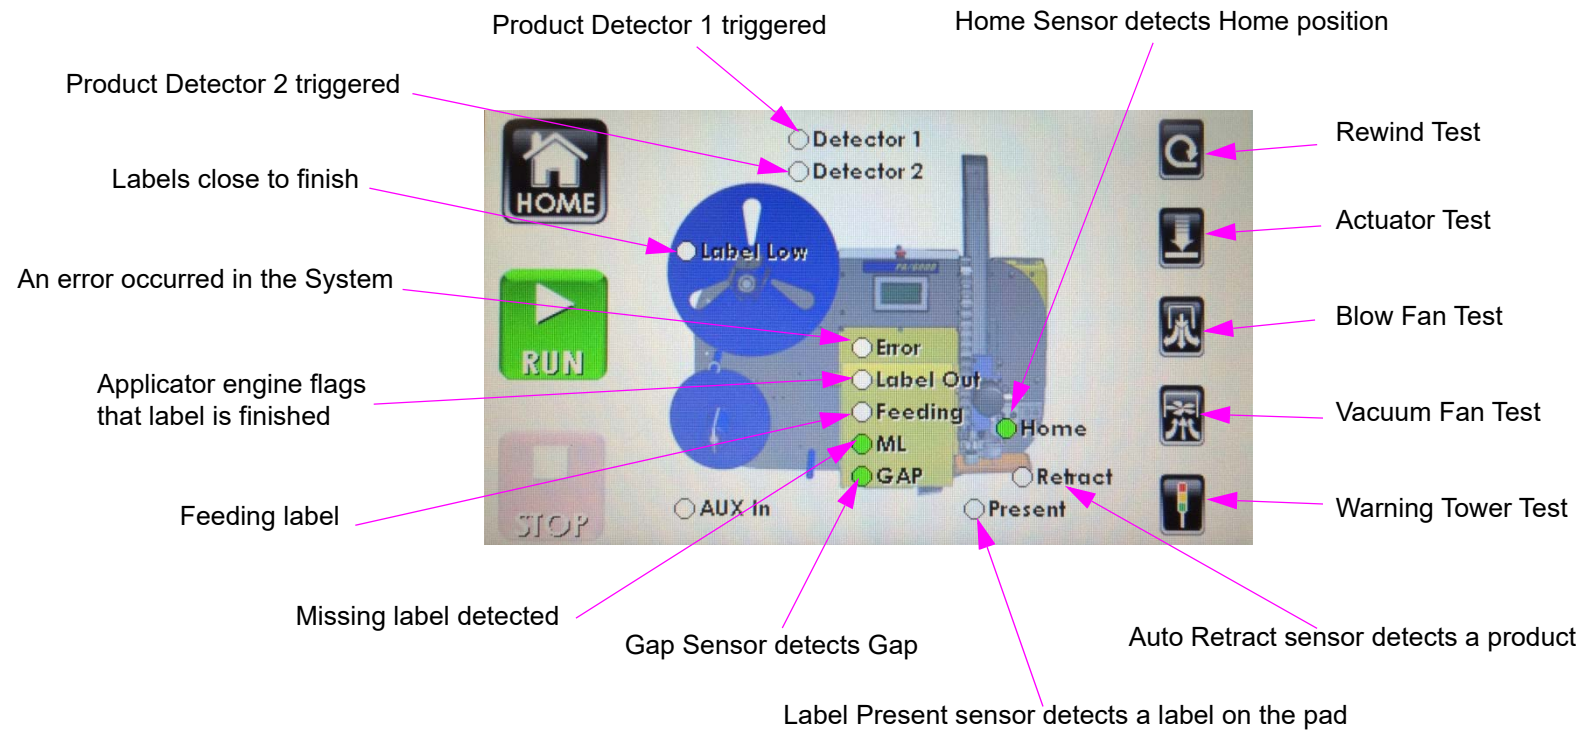 Product Detector 1 triggered
Home Sensor detects Home position
Product Detector 2 triggered
Labels close to finish
An error occurred in the System
Applicator engine flags
that label is finished
Feeding label
Missing label detected
Gap Sensor detects Gap
Label Present sensor detects a label on the pad
Auto Retract sensor detects a product
Rewind Test
Actuator Test
Blow Fan Test
Vacuum Fan Test
Warning Tower Test
HOME
RUN
STOP
Detector 1
Detector 2
Label Low
PA/6000
Error
Label Out
Feeding
ML
GAP
Home
Retract
Present
AUX In